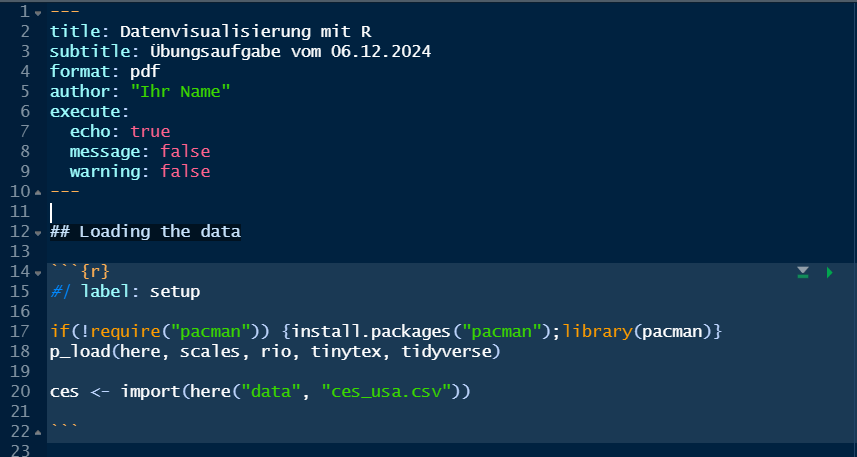 1 ---
2 title: Datenvisualisierung mit R
3 subtitle: Übungsaufgabe vom 06.12.2024
4 format: pdf
5 author: "Ihr Name"
6 execute:
7   echo: true
8   message: false
9   warning: false
10 ---
11
12 ## Loading the data
13
14 ```{r}
15 #| label: setup
16
17 if(!require("pacman")) {install.packages("pacman");library(pacman)}
18 p_load(here, scales, rio, tinytex, tidyverse)
19
20 ces <- import(here("data", "ces_usa.csv"))
21
22 ```
23